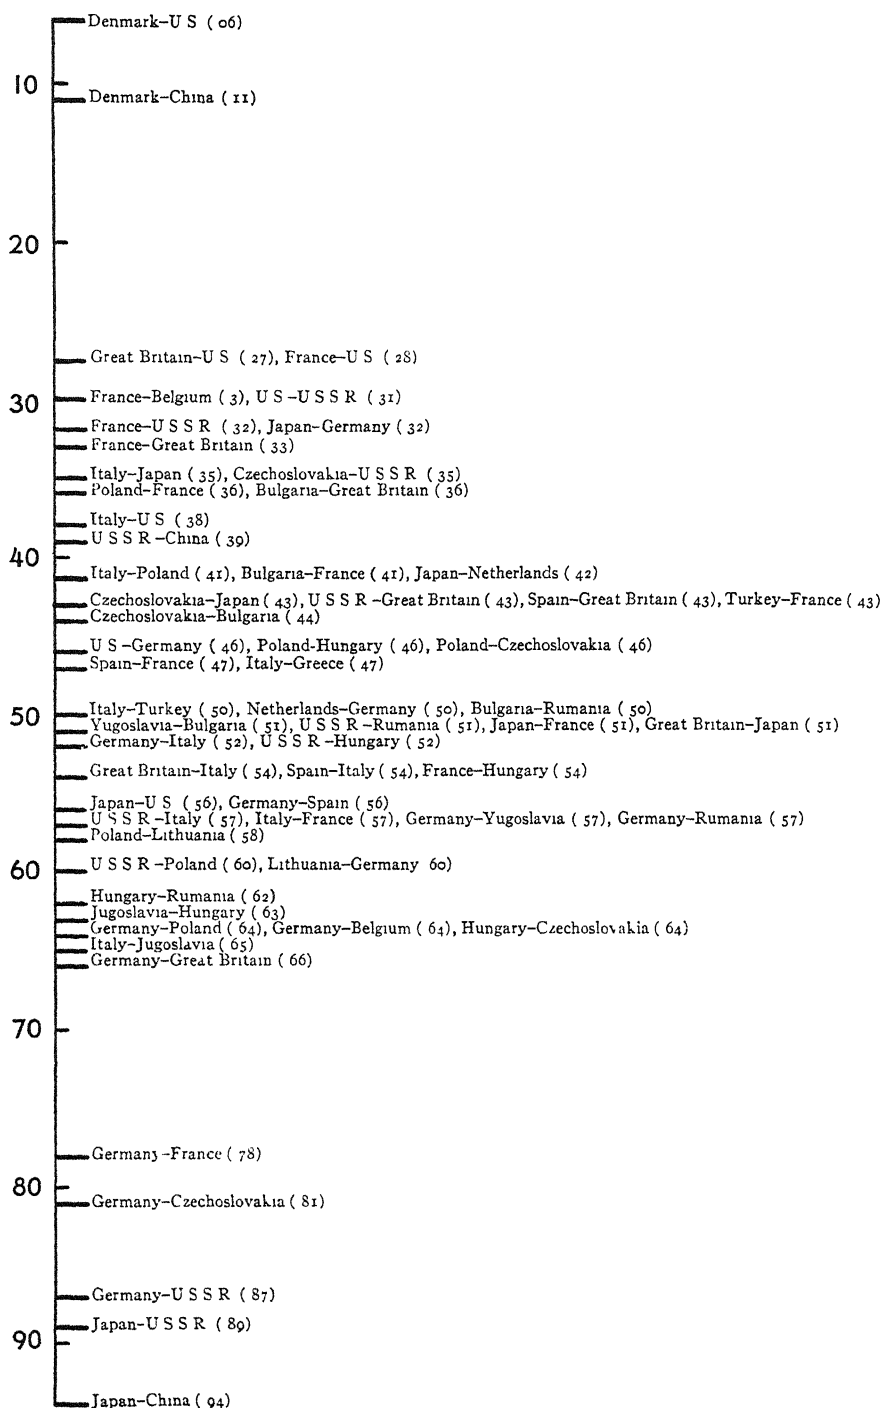 Denmark–U S ( 06)
10
Denmark–China ( 11)
20
Great Britain–U S ( 27), France–U S ( 28)
30
France–Belgium ( 3), U S –U S S R ( 31)
France–U S S R ( 32), Japan–Germany ( 32)
France–Great Britain ( 33)
Italy–Japan ( 35), Czechoslovakia–U S S R ( 35)
Poland–France ( 36), Bulgaria–Great Britain ( 36)
Italy–U S ( 38)
U S S R –China ( 39)
40
Italy–Poland ( 41), Bulgaria–France ( 41), Japan–Netherlands ( 42)
Czechoslovakia–Japan ( 43), U S S R –Great Britain ( 43), Spain–Great Britain ( 43), Turkey–France ( 43)
Czechoslovakia–Bulgaria ( 44)
U S –Germany ( 46), Poland-Hungary ( 46), Poland–Czechoslovakia ( 46)
Spain–France ( 47), Italy–Greece ( 47)
50
Italy–Turkey ( 50), Netherlands–Germany ( 50), Bulgaria–Rumania ( 50)
Yugoslavia–Bulgaria ( 51), U S S R –Rumania ( 51), Japan–France ( 51), Great Britain–Japan ( 51)
Germany–Italy ( 52), U S S R –Hungary ( 52)
Great Britain–Italy ( 54), Spain–Italy ( 54), France–Hungary ( 54)
Japan–U S ( 56), Germany–Spain ( 56)
U S S R –Italy ( 57), Italy–France ( 57), Germany–Yugoslavia ( 57), Germany–Rumania ( 57)
Poland–Lithuania ( 58)
60
U S S R –Poland ( 60), Lithuania–Germany 60)
Hungary–Rumania ( 62)
Jugoslavia–Hungary ( 63)
Germany–Poland ( 64), Germany–Belgium ( 64), Hungary–Czechoslovakia ( 64)
Italy–Jugoslavia ( 65)
Germany–Great Britain ( 66)
70
Germany–France ( 78)
80
Germany–Czechoslovakia ( 81)
Germany–U S S R ( 87)
Japan–U S S R ( 89)
90
Japan–China ( 94)